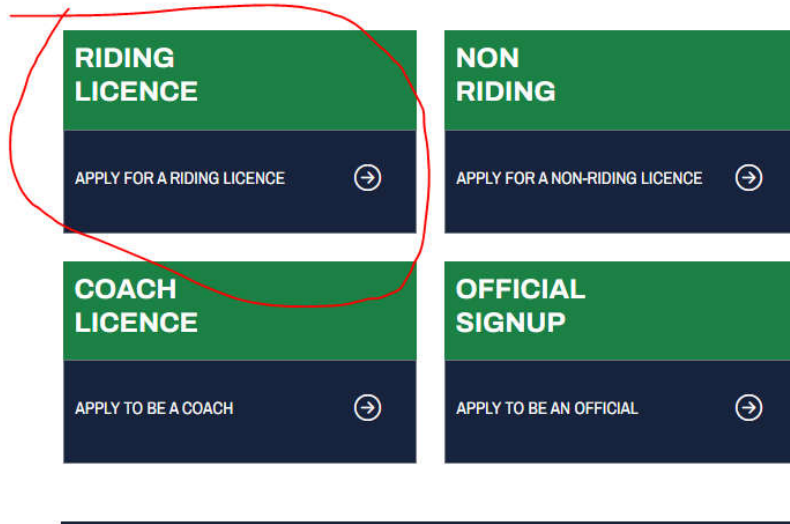 RIDING
LICENCE
APPLY FOR A RIDING LICENCE
NON
RIDING
APPLY FOR A NON-RIDING LICENCE
COACH
LICENCE
APPLY TO BE A COACH
OFFICIAL
SIGNUP
APPLY TO BE AN OFFICIAL